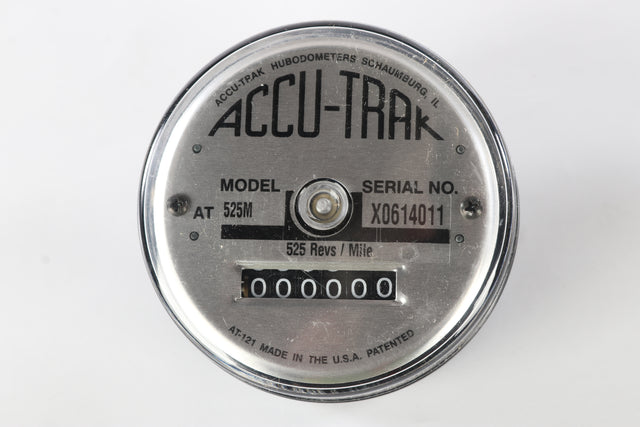 ACCU-TRAK HUBODOMETERS SCHAUMBURG, IL
ACCU-TRAK
MODEL SERIAL NO.
AT 525M X0614011
525 Revs / Mile
000000
AT-121 MADE IN THE U.S.A. PATENTED